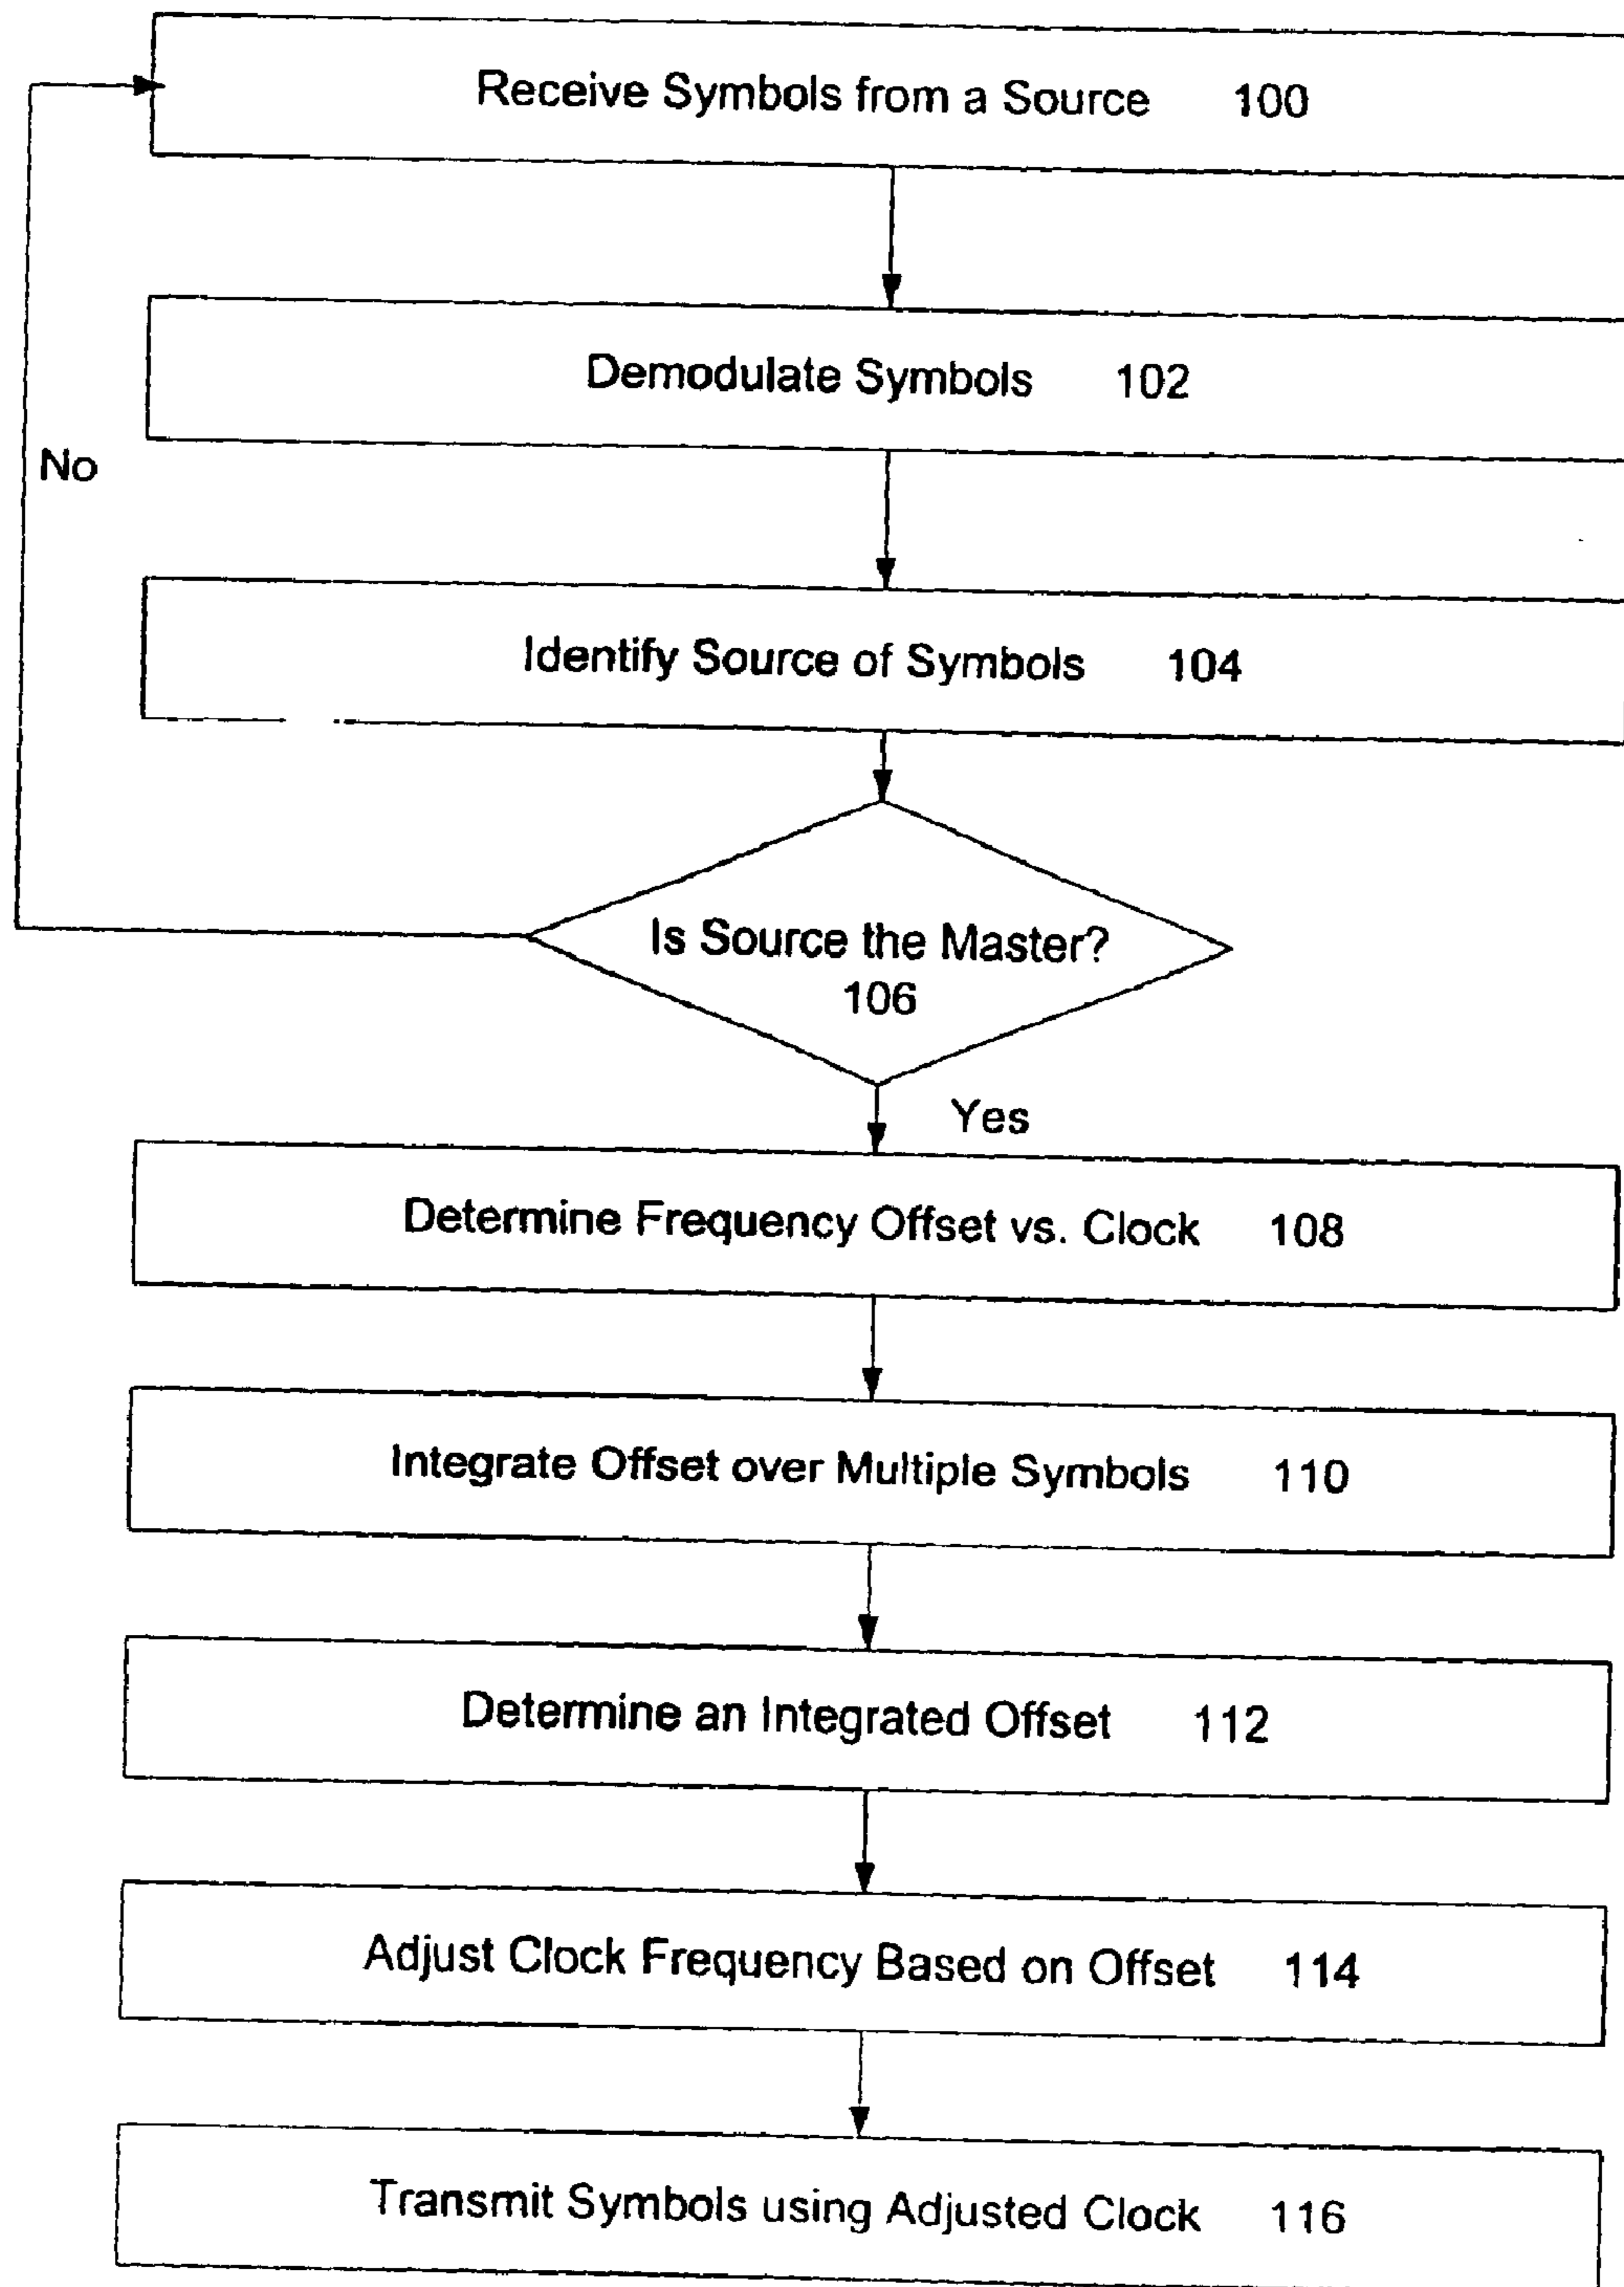 Receive Symbols from a Source 100
Demodulate Symbols 102
No
Identify Source of Symbols 104
Is Source the Master?
106
Yes
Determine Frequency Offset vs. Clock 108
Integrate Offset over Multiple Symbols 110
Determine an Integrated Offset 112
Adjust Clock Frequency Based on Offset 114
Transmit Symbols using Adjusted Clock 116